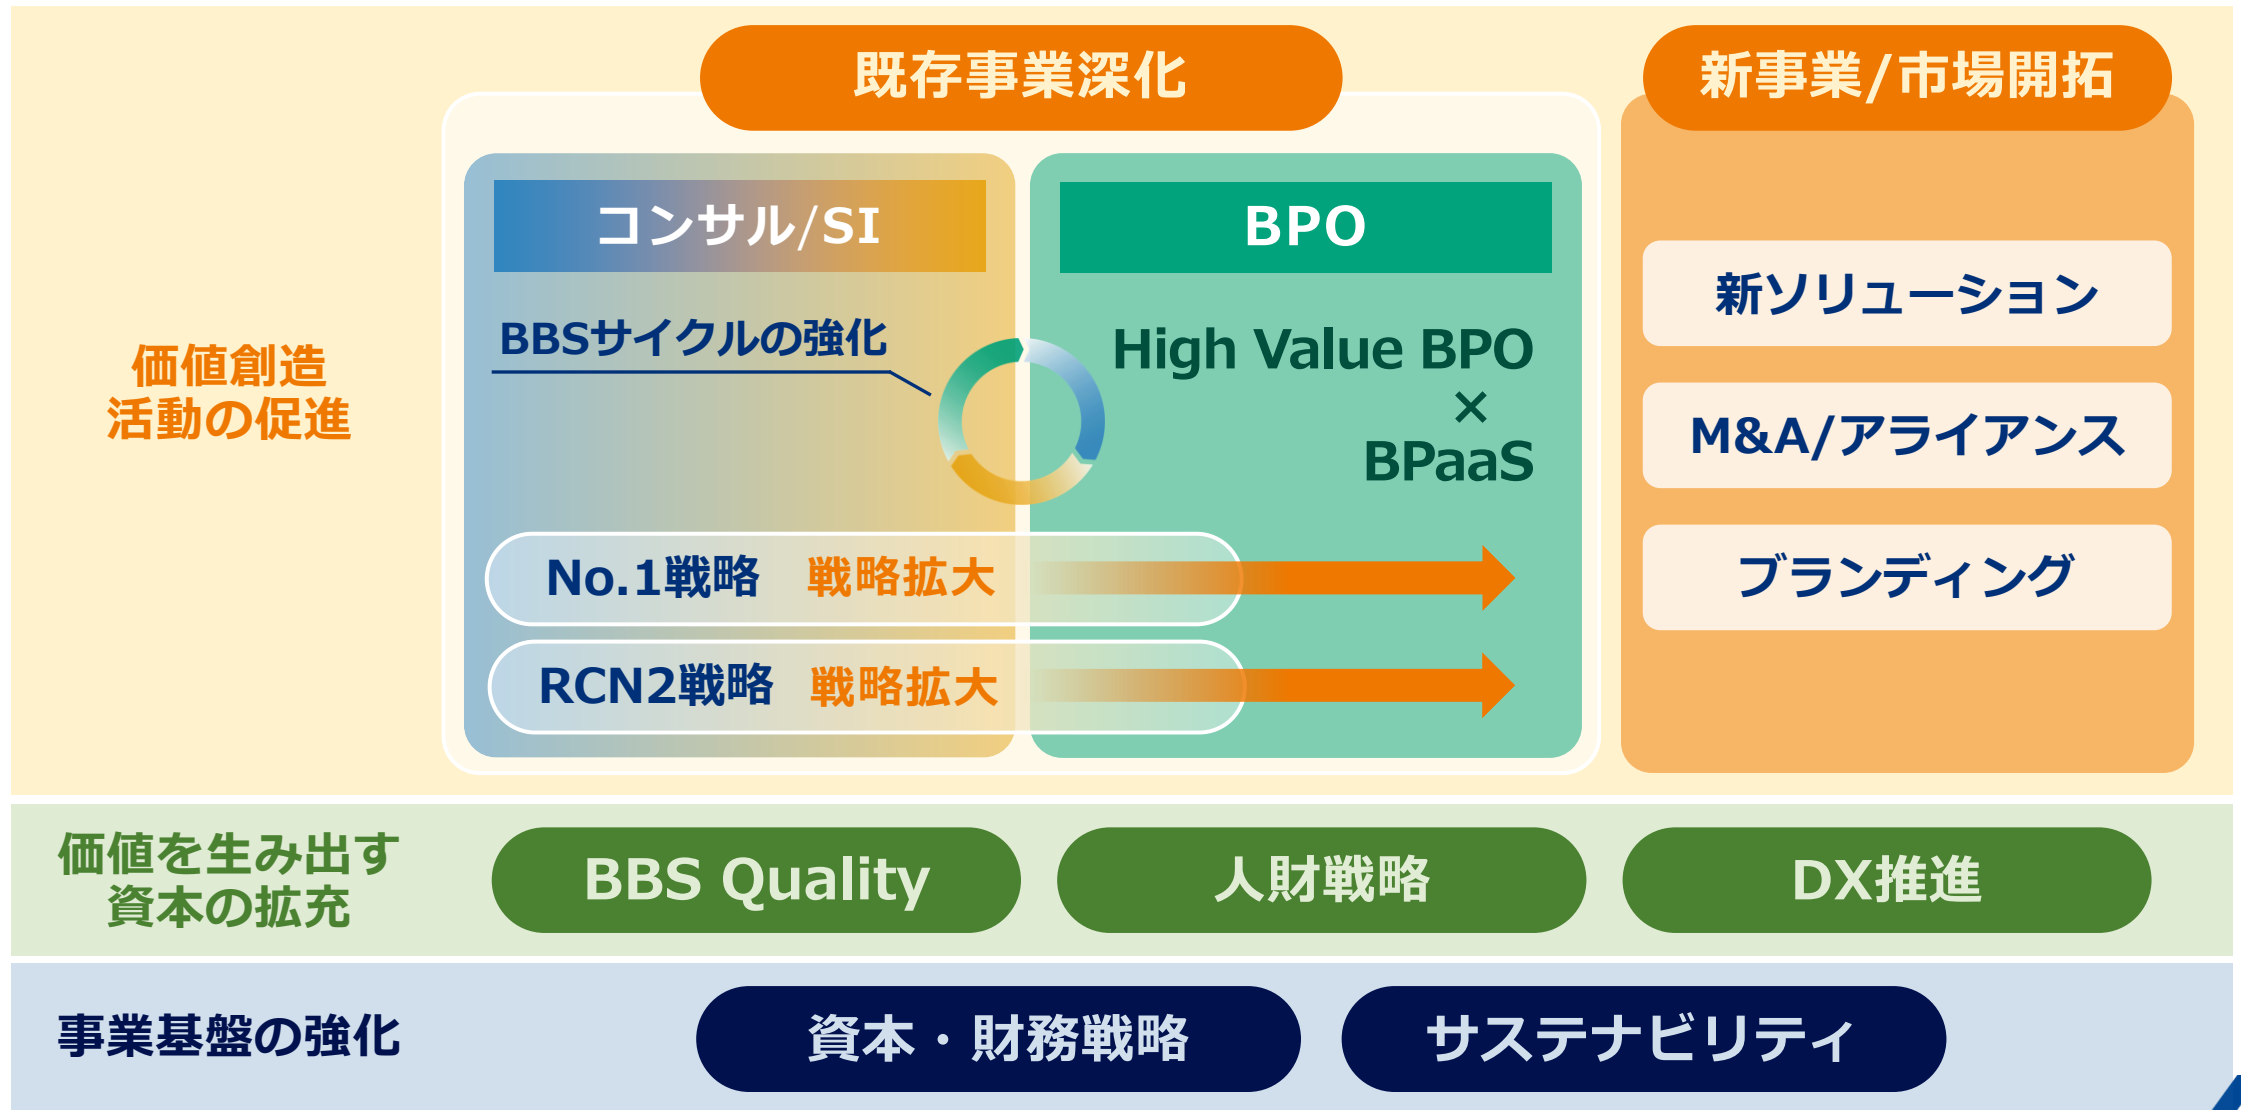 既存事業深化
新事業/市場開拓
コンサル/SI
BPO
BBSサイクルの強化
High Value BPO
×
BPaaS
No.1戦略 戦略拡大
RCN2戦略 戦略拡大
新ソリューション
M&A/アライアンス
ブランディング
価値創造
活動の促進
価値を生み出す
資本の拡充
BBS Quality
人財戦略
DX推進
事業基盤の強化
資本・財務戦略
サステナビリティ